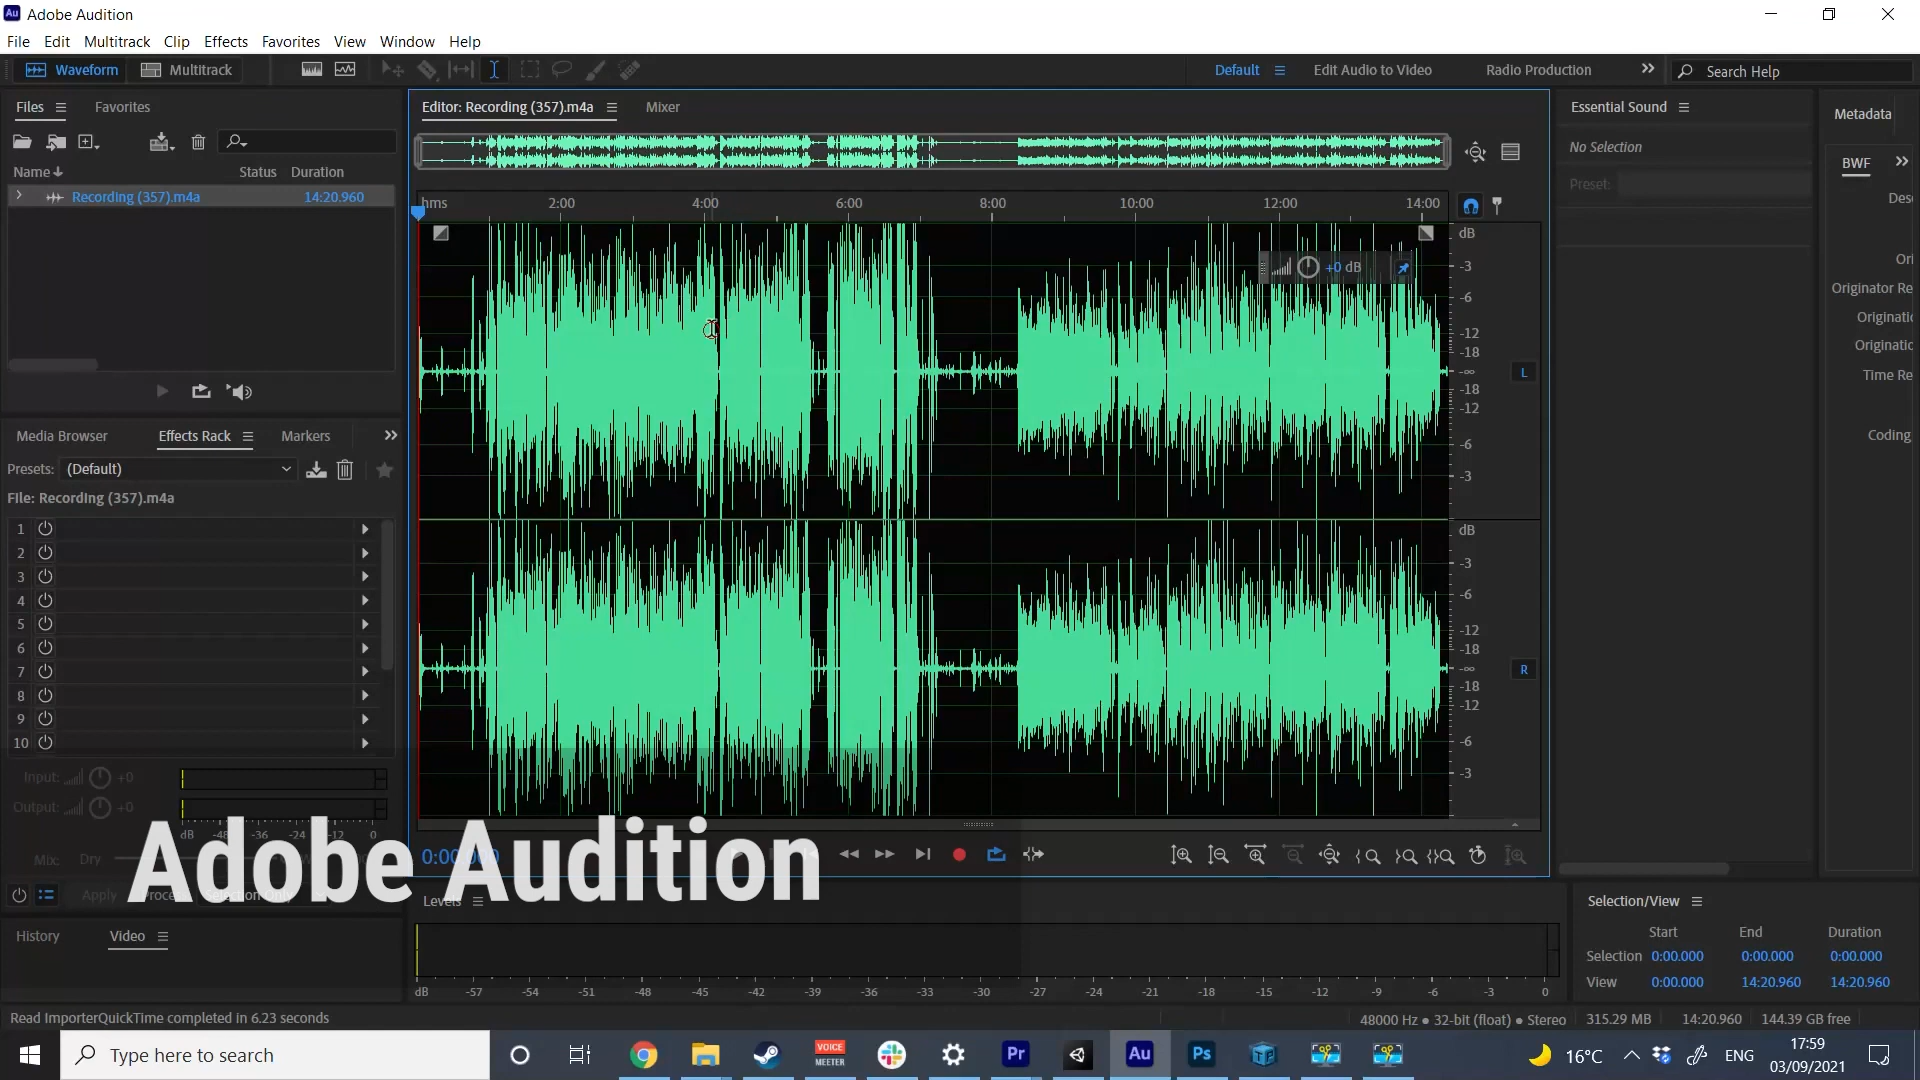 Au Adobe Audition
File Edit Multitrack Clip Effects Favorites View Window Help
Waveform Multitrack Default Edit Audio to Video Radio Production Search Help
Files Favorites Editor: Recording (357).m4a Mixer Essential Sound Metadata
No Selection
Name Status Duration BWF
Preset:
Recording (357).m4a 14:20.960
hms 2:00 4:00 6:00 8:00 10:00 12:00 14:00
dB
-3
-6
-12
-18
-∞
-18
-12
-6
-3
+0 dB
L
Originator Re
Time Re
Coding
Media Browser Effects Rack Markers
Presets: (Default)
File: Recording (357).m4a
1
2
3
4
5
6
7
8
9
10
dB
-3
-6
-12
-18
-∞
-18
-12
-6
-3
R
Input: +0
Output: +0
dB -48 -36 -24 -12 0
Mix: Dry
Apply Selection Only
Adobe Audition
Levels
History Video
dB -57 -54 -51 -48 -45 -42 -39 -36 -33 -30 -27 -24 -21 -18 -15 -12 -9 -6 -3 0
Selection/View
Start End Duration
Selection 0:00.000 0:00.000 0:00.000
View 0:00.000 14:20.960 14:20.960
Read ImporterQuickTime completed in 6.23 seconds
48000 Hz ● 32-bit (float) ● Stereo 315.29 MB 14:20.960 144.39 GB free
Type here to search
VOICE
MEETER
Pr Au Ps
16°C ENG
17:59
03/09/2021